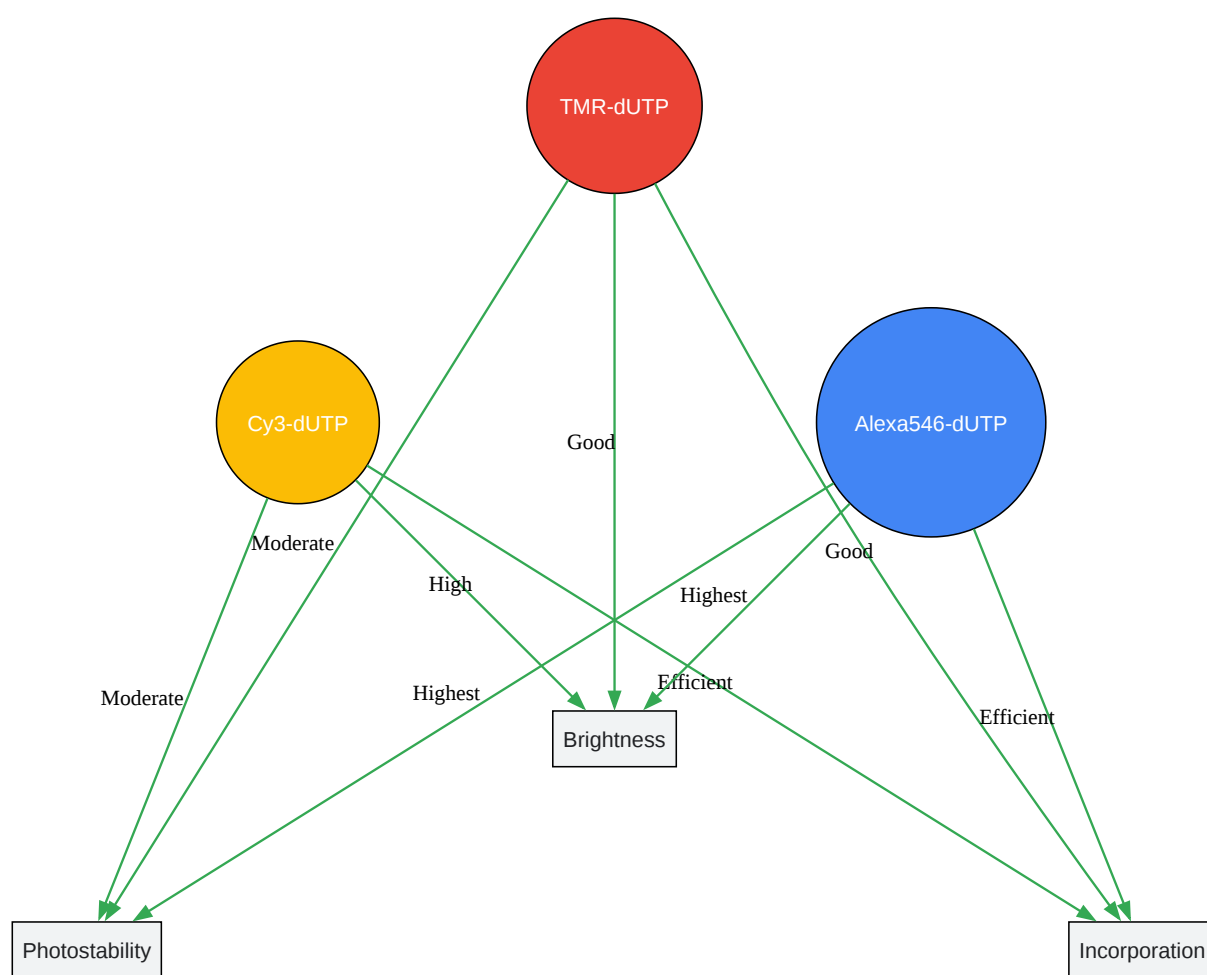 TMR-dUTP
Cy3-dUTP
Alexa546-dUTP
Good
Moderate
Good
High
Highest
Efficient
Highest
Moderate
Efficient
Brightness
Photostability
Incorporation